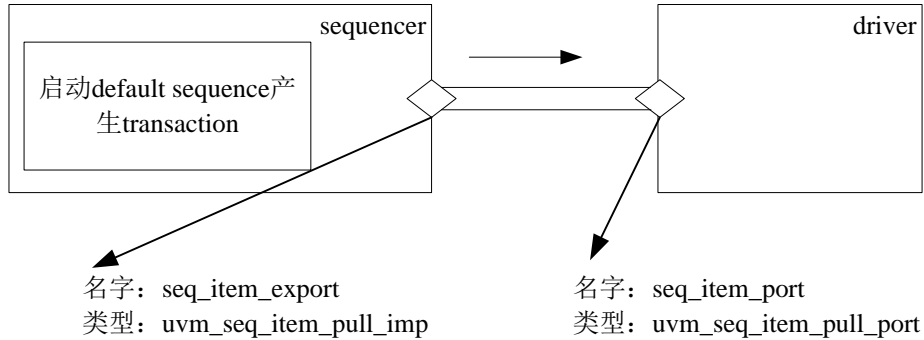 sequencer
driver
启动default sequence产
生transaction
名字：seq_item_export
类型：uvm_seq_item_pull_imp
名字：seq_item_port
类型：uvm_seq_item_pull_port